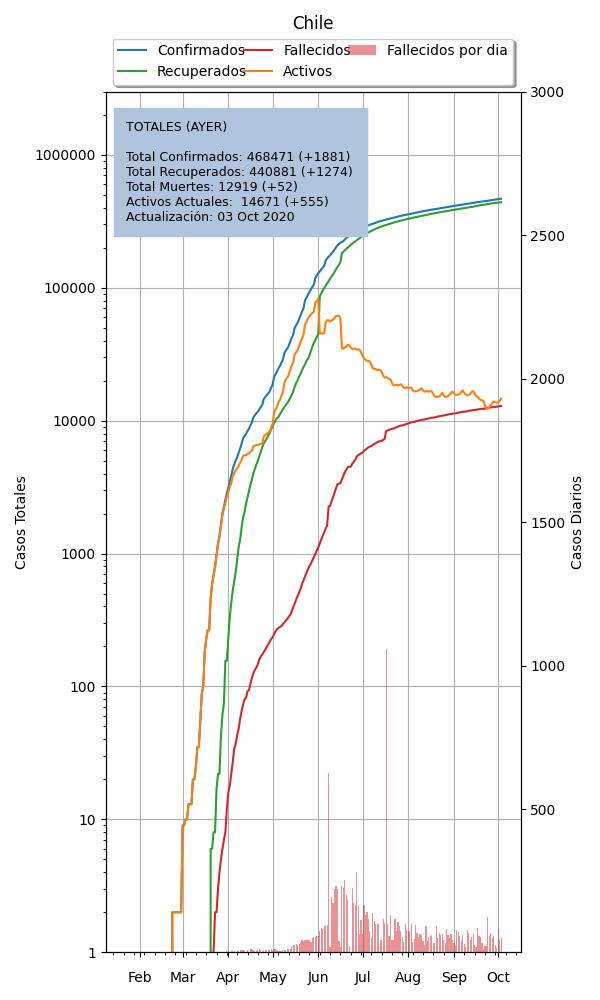 Chile
Confirmados
Fallecidos
Fallecidos por dia
Recuperados
Activos
TOTALES (AYER)
Total Confirmados: 468471 (+1881)
Total Recuperados: 440881 (+1274)
Total Muertes: 12919 (+52)
Activos Actuales:  14671 (+555)
Actualización: 03 Oct 2020
Casos Totales
1000000
100000
10000
1000
100
10
1
Casos Diarios
3000
2500
2000
1500
1000
500
Feb Mar Apr May Jun Jul Aug Sep Oct